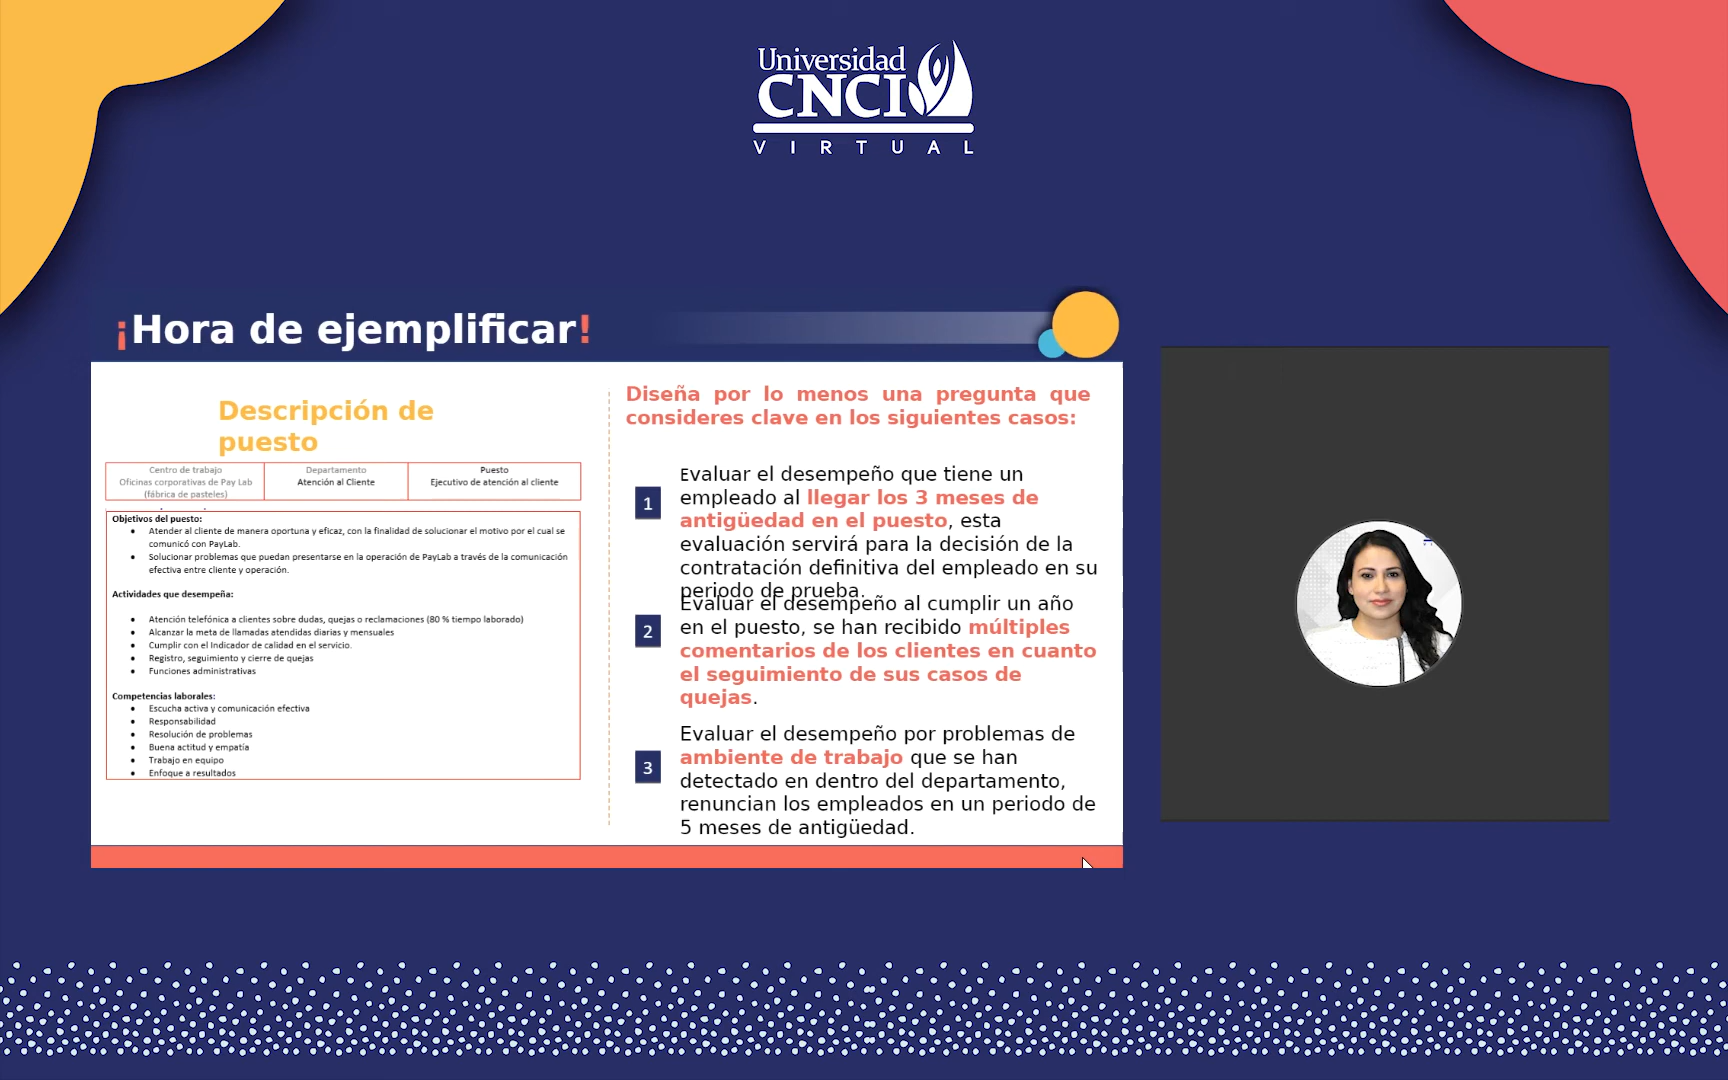 Universidad
CNCI
VIRTUAL
¡Hora de ejemplificar!
Descripción de
puesto
Centro de trabajo
Oficinas corporativas de Pay Lab
(fábrica de pasteles)
Departamento
Atención al Cliente
Puesto
Ejecutivo de atención al cliente
Objetivos del puesto:
• Atender al cliente de manera oportuna y eficaz, con la finalidad de solucionar el motivo por el cual se
comunicó con PayLab.
• Solucionar problemas que puedan presentarse en la operación de PayLab a través de la comunicación
efectiva entre cliente y operación.
Actividades que desempeña:
• Atención telefónica a clientes sobre dudas, quejas o reclamaciones (80 % tiempo laborado)
• Alcanzar la meta de llamadas atendidas diarias y mensuales
• Cumplir con el Indicador de calidad en el servicio.
• Registro, seguimiento y cierre de quejas
• Funciones administrativas
Competencias laborales:
• Escucha activa y comunicación efectiva
• Responsabilidad
• Resolución de problemas
• Buena actitud y empatía
• Trabajo en equipo
• Enfoque a resultados
Diseña por lo menos una pregunta que
consideres clave en los siguientes casos:
1
Evaluar el desempeño que tiene un
empleado al llegar los 3 meses de
antigüedad en el puesto, esta
evaluación servirá para la decisión de la
contratación definitiva del empleado en su
periodo de prueba.
2
Evaluar el desempeño al cumplir un año
en el puesto, se han recibido múltiples
comentarios de los clientes en cuanto
el seguimiento de sus casos de
quejas.
3
Evaluar el desempeño por problemas de
ambiente de trabajo que se han
detectado en dentro del departamento,
renuncian los empleados en un periodo de
5 meses de antigüedad.